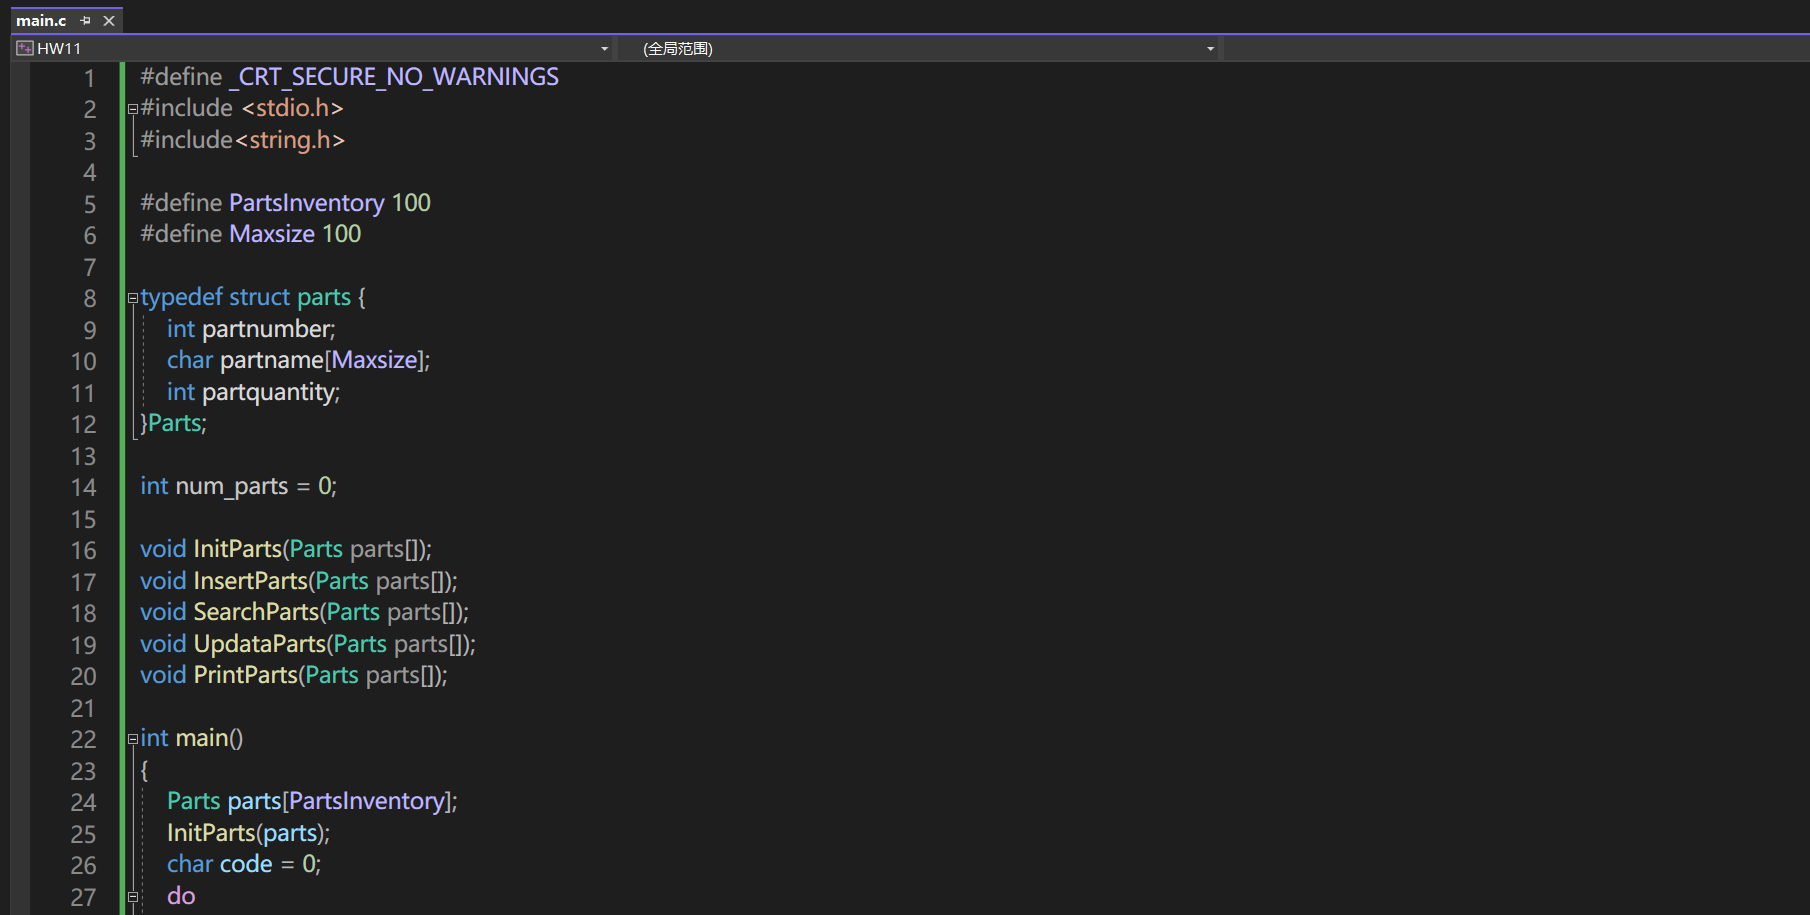 main.c
HW11
(全局范围)
1 #define _CRT_SECURE_NO_WARNINGS
2 #include <stdio.h>
3 #include<string.h>
4
5 #define PartsInventory 100
6 #define Maxsize 100
7
8 typedef struct parts {
9 int partnumber;
10 char partname[Maxsize];
11 int partquantity;
12 }Parts;
13
14 int num_parts = 0;
15
16 void InitParts(Parts parts[]);
17 void InsertParts(Parts parts[]);
18 void SearchParts(Parts parts[]);
19 void UpdataParts(Parts parts[]);
20 void PrintParts(Parts parts[]);
21
22 int main()
23 {
24 Parts parts[PartsInventory];
25 InitParts(parts);
26 char code = 0;
27 do